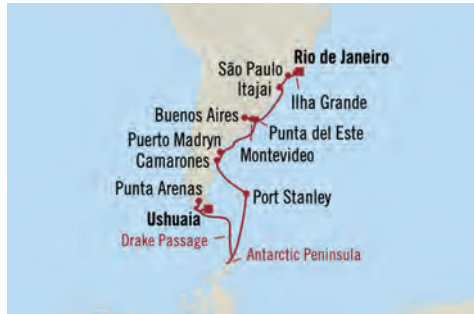 Rio de Janeiro
São Paulo
Itajai
Ilha Grande
Buenos Aires
Punta del Este
Montevideo
Puerto Madryn
Camarones
Punta Arenas
Port Stanley
Ushuaia
Drake Passage
Antarctic Peninsula